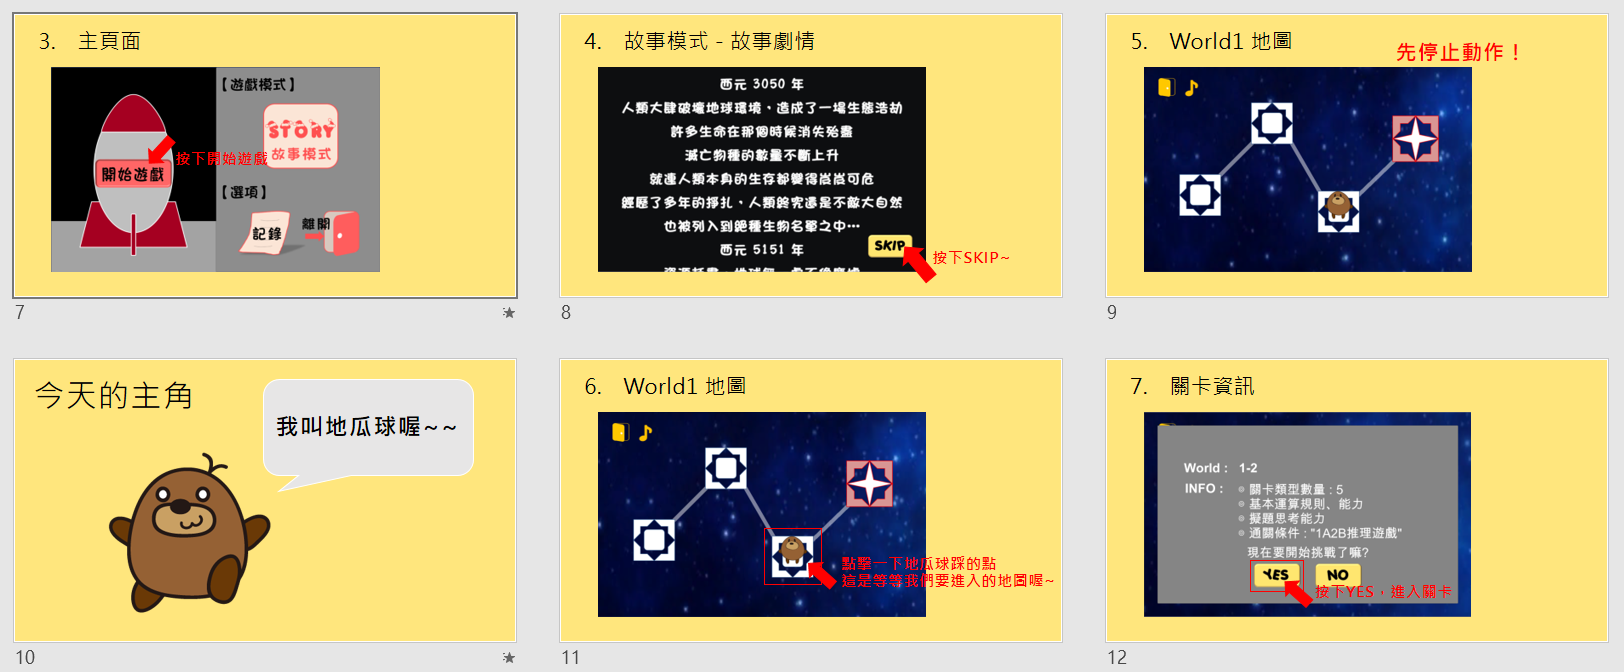 3. 主頁面
【遊戲模式】
STORY
故事模式
按下開始遊戲
開始遊戲
【選項】
記錄
離開
7
4. 故事模式 - 故事劇情
西元 3050 年
人類大肆破壞地球環境，造成了一場生態浩劫
許多生命在那個時候消失殆盡
滅亡物種的數量不斷上升
就連人類本身的生存都變得岌岌可危
經歷了多年的掙扎，人類終究還是不敵大自然
也被列入到絕種生物名單之中…
西元 5151 年
SKIP
按下SKIP~
8
5. World1 地圖
先停止動作！
9
今天的主角
我叫地瓜球喔~~
10
6. World1 地圖
點擊一下地瓜球踩的點
這是等等我們要進入的地圖喔~
11
7. 關卡資訊
World : 1-2
INFO : 關卡類型數量 : 5
基本運算規則、能力
擬題思考能力
通關條件 : "1A2B推理遊戲"
現在要開始挑戰了嘛?
YES NO
按下YES，進入關卡
12